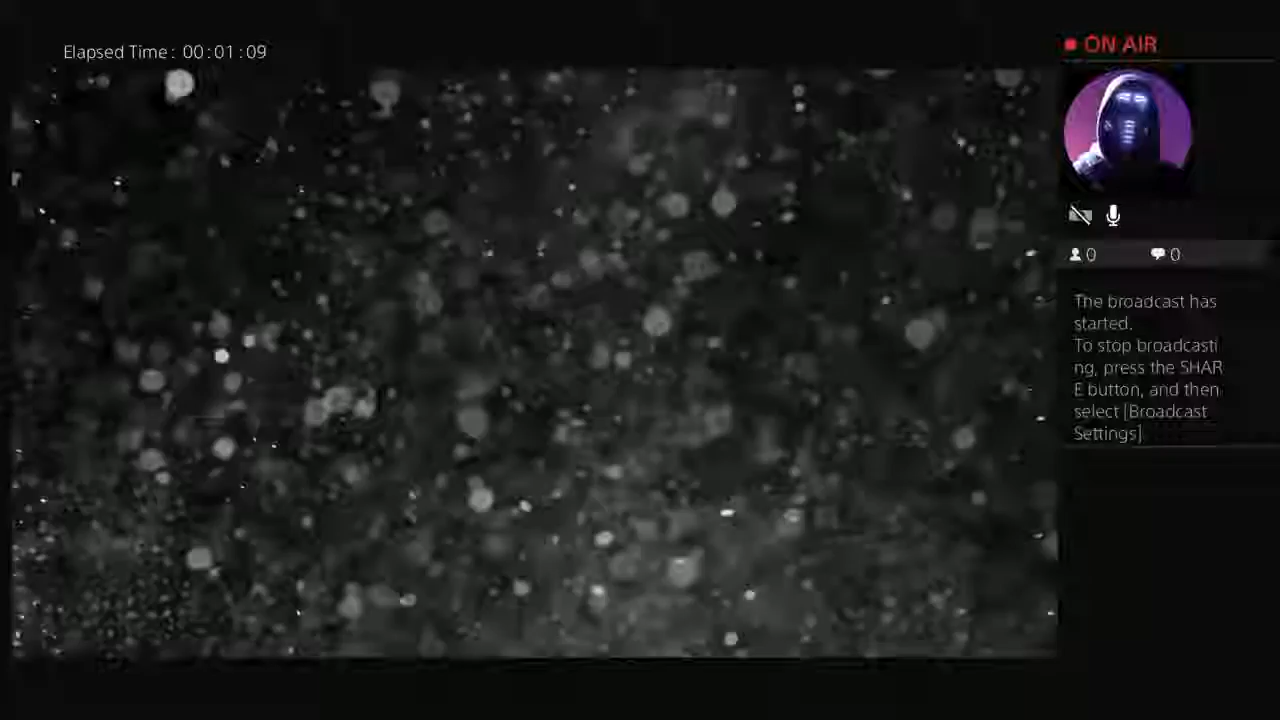 Elapsed Time: 00:01:09
ON AIR
0 0
The broadcast has
started.
To stop broadcasti
ng, press the SHAR
E button, and then
select [Broadcast
Settings]